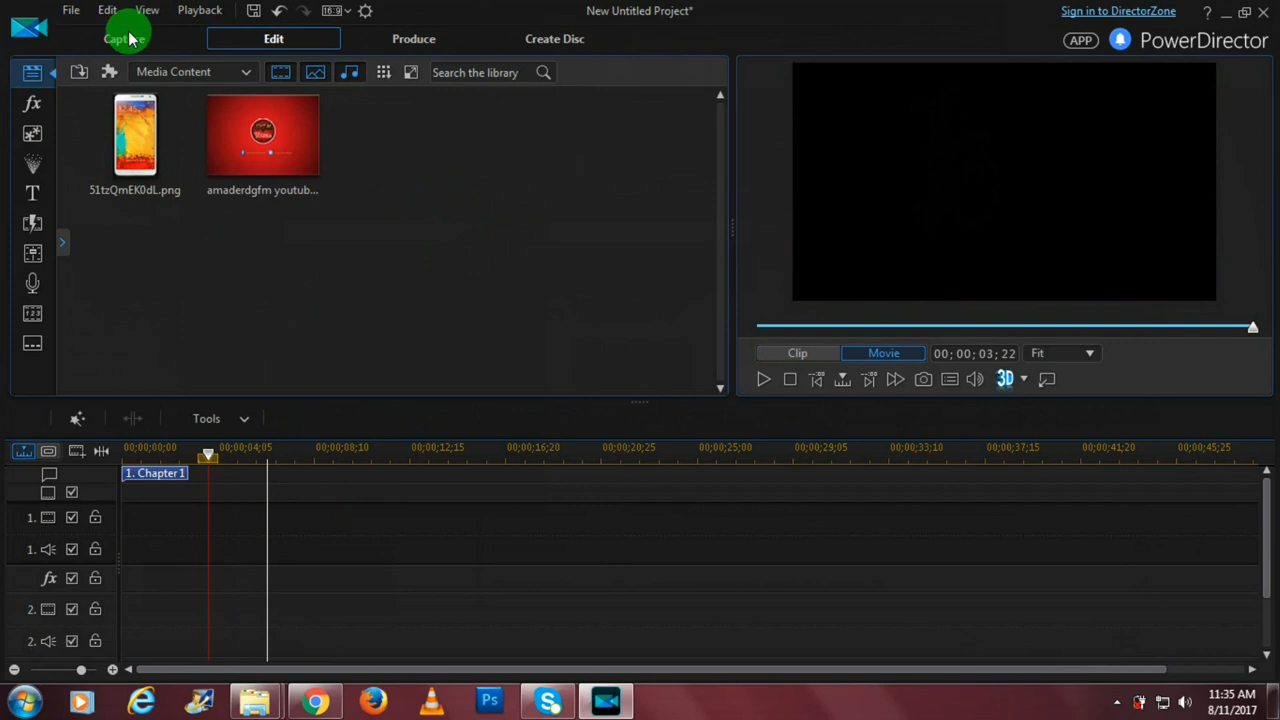 File Edit View Playback 16:9 New Untitled Project* Sign in to DirectorZone ?
Capture Edit Produce Create Disc APP PowerDirector
Media Content Search the library
fx
T
51tzQmEK0dL.png amaderdgfm youtub...
Clip Movie 00; 00; 03; 22 Fit
3D
Tools
00;00;00;00 00;00;04;05 00;00;08;10 00;00;12;15 00;00;16;20 00;00;20;25 00;00;25;00 00;00;29;05 00;00;33;10 00;00;37;15 00;00;41;20 00;00;45;25
1. Chapter 1
1.
1.
fx
2.
2.
Ps S
11:35 AM
8/11/2017